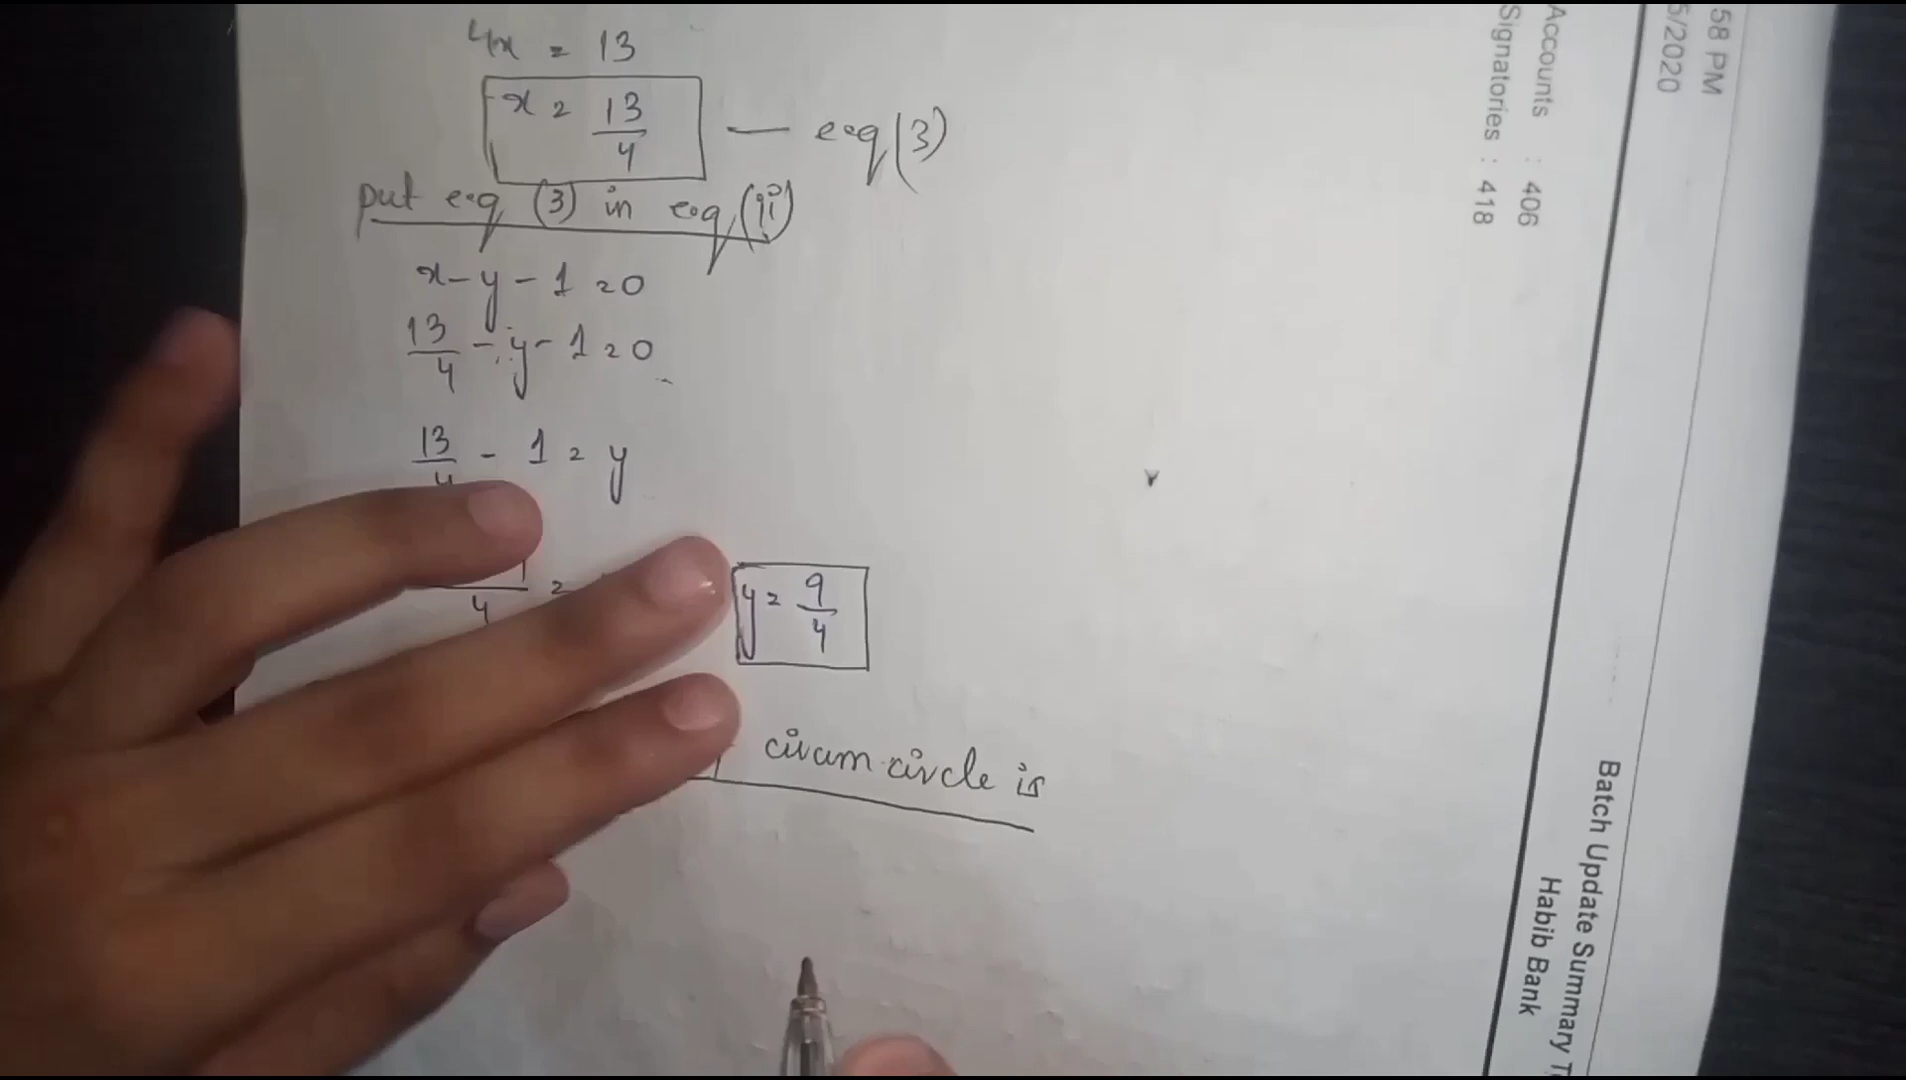 4x = 13
x = 13/4 — eq(3)
put eq (3) in eq (ii)
x - y - 1 = 0
13/4 - y - 1 = 0
13/4 - 1 = y
4 =
y = 9/4
circum-circle is
58 PM
5/2020
Accounts : 406
Signatories : 418
Batch Update Summary
Habib Bank